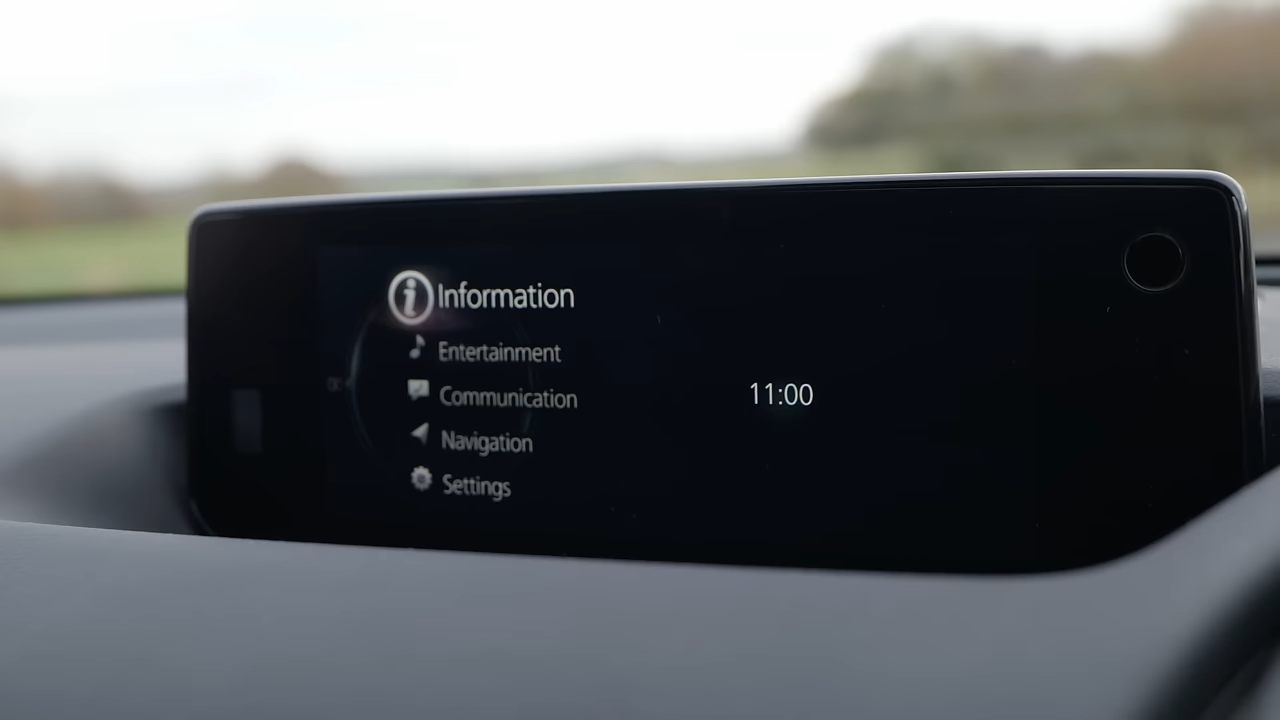 Information
Entertainment
Communication
11:00
Navigation
Settings